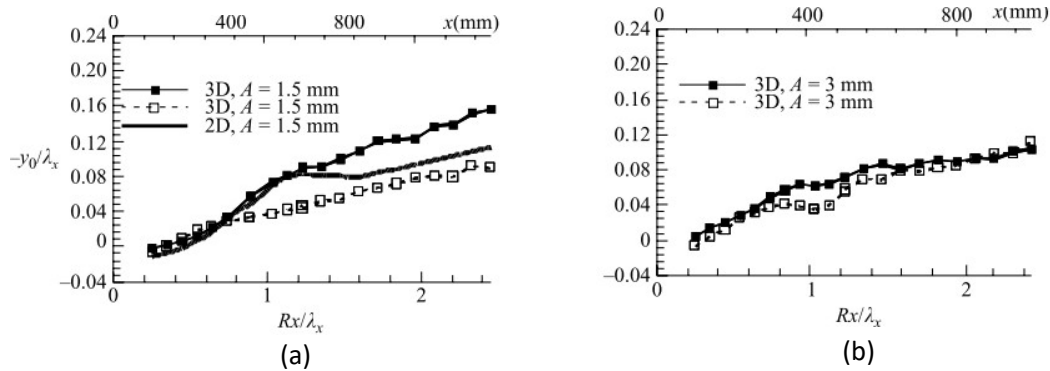 0 400 800 x(mm)
0.24
0.20
0.16
0.12
–y0/λx
0.08
0.04
0
–0.04
3D, A = 1.5 mm
3D, A = 1.5 mm
2D, A = 1.5 mm
0 1 2
Rx/λx
(a)
0 400 800 x(mm)
0.24
0.20
0.16
0.12
0.08
0.04
0
–0.04
3D, A = 3 mm
3D, A = 3 mm
0 1 2
Rx/λx
(b)